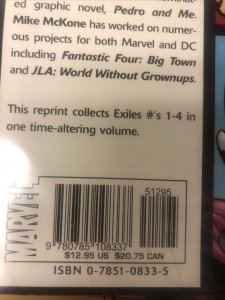 ed graphic novel, Pedro and Me.
Mike McKone has worked on numer-
ous projects for both Marvel and DC
including Fantastic Four: Big Town
and JLA: World Without Grownups.
This reprint collects Exiles #'s 1-4 in
one time-altering volume.
MARVEL
51295
9 780785 108337
$12.95 US $20.75 CAN
ISBN 0-7851-0833-5